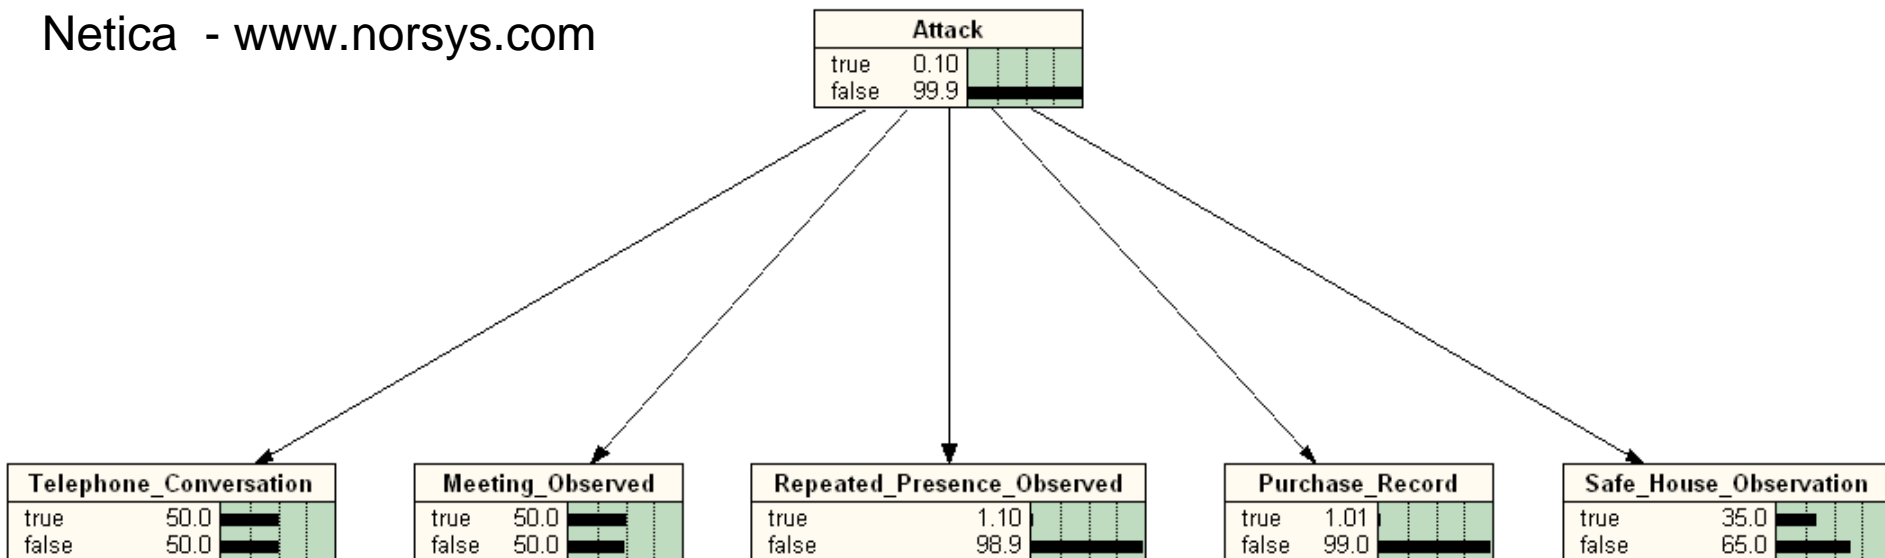 Netica - www.norsys.com
Attack
true 0.10
false 99.9
Telephone_Conversation
true 50.0
false 50.0
Meeting_Observed
true 50.0
false 50.0
Repeated_Presence_Observed
true 1.10
false 98.9
Purchase_Record
true 1.01
false 99.0
Safe_House_Observation
true 35.0
false 65.0